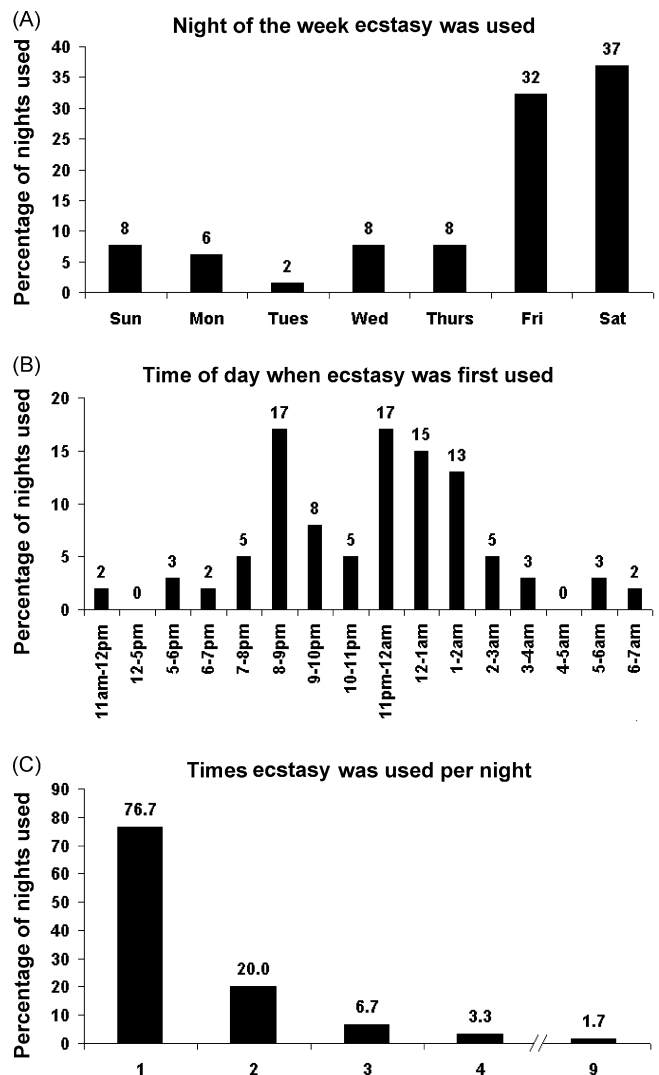 (A)
Night of the week ecstasy was used
Percentage of nights used
40
35
30
25
20
15
10
5
0
8
6
2
8
8
32
37
Sun Mon Tues Wed Thurs Fri Sat
(B)
Time of day when ecstasy was first used
Percentage of nights used
20
15
10
5
0
2
0
3
2
5
17
8
5
17
15
13
5
3
0
3
2
11am-12pm
12-5pm
5-6pm
6-7pm
7-8pm
8-9pm
9-10pm
10-11pm
11pm-12am
12-1am
1-2am
2-3am
3-4am
4-5am
5-6am
6-7am
(C)
Times ecstasy was used per night
Percentage of nights used
90
80
70
60
50
40
30
20
10
0
76.7
20.0
6.7
3.3
1.7
1 2 3 4 9